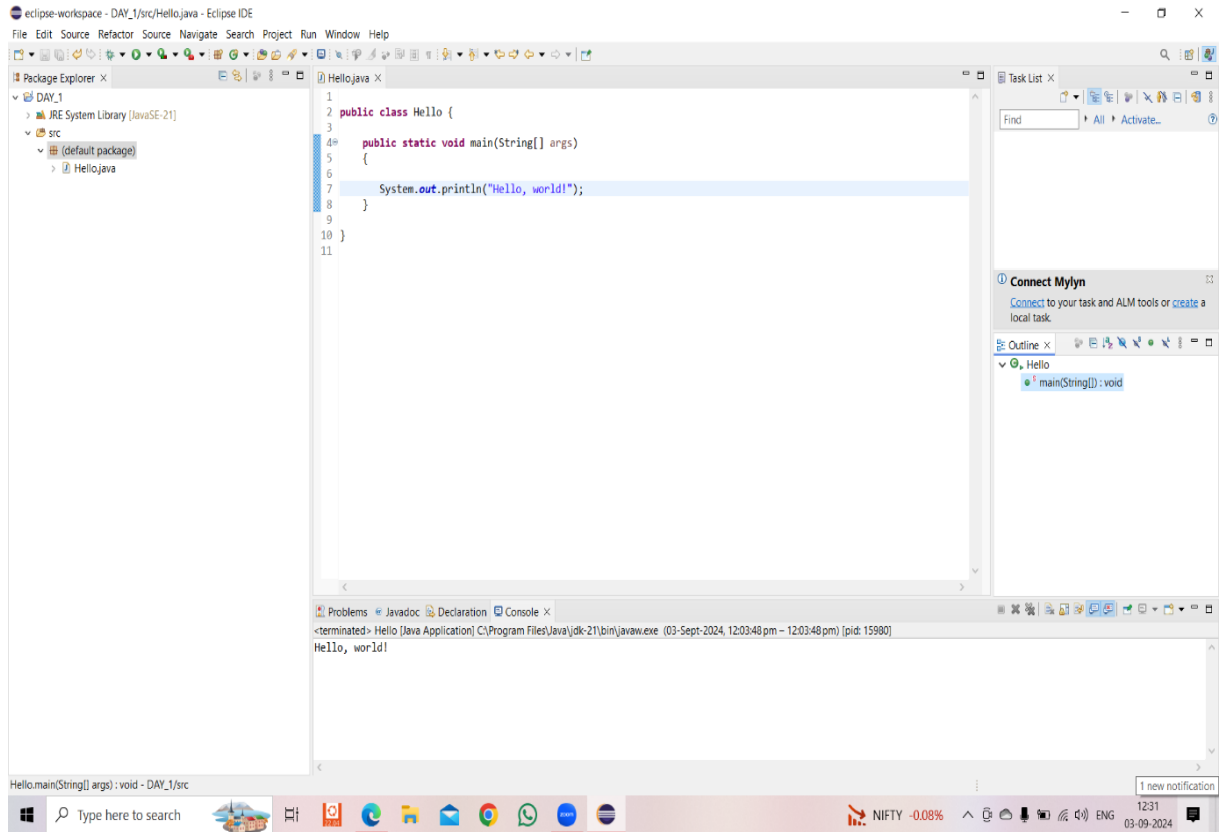 eclipse-workspace - DAY_1/src/Hello.java - Eclipse IDE
File Edit Source Refactor Source Navigate Search Project Run Window Help
Package Explorer
DAY_1
JRE System Library [JavaSE-21]
src
(default package)
Hello.java
Hello.java
1
2 public class Hello {
3
4 public static void main(String[] args)
5 {
6
7 System.out.println("Hello, world!");
8 }
9
10 }
11
Task List
Find All Activate...
Connect Mylyn
Connect to your task and ALM tools or create a
local task.
Outline
Hello
main(String[]) : void
Problems Javadoc Declaration Console
<terminated> Hello [Java Application] C:\Program Files\Java\jdk-21\bin\javaw.exe (03-Sept-2024, 12:03:48 pm – 12:03:48 pm) [pid: 15980]
Hello, world!
Hello.main(String[] args) : void - DAY_1/src
1 new notification
Type here to search
zoom
NIFTY -0.08%
ENG
12:31
03-09-2024